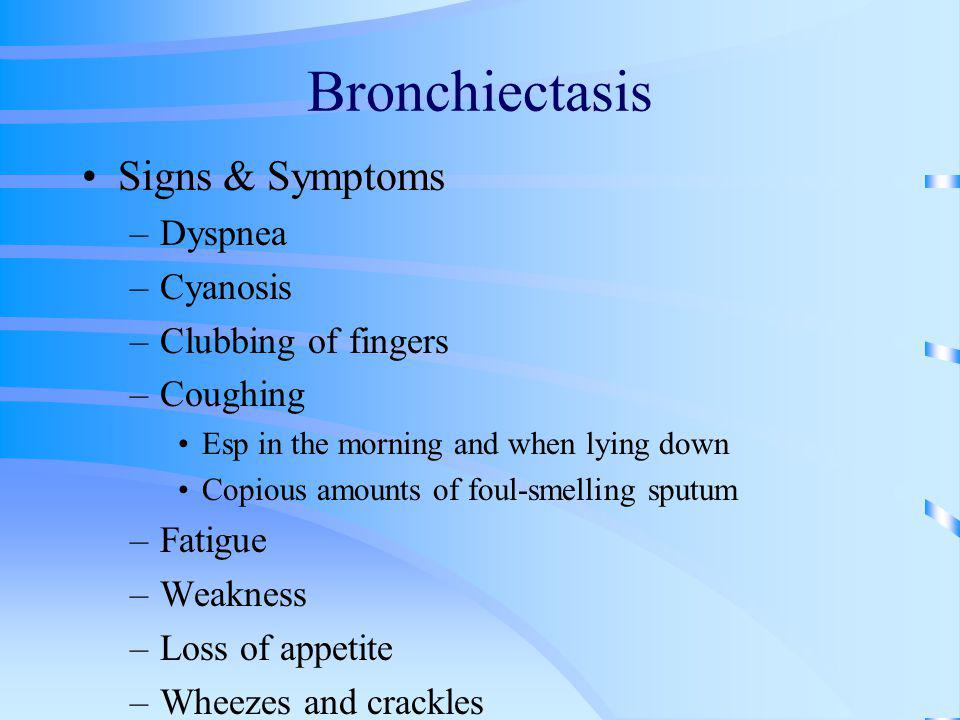 Bronchiectasis
• Signs & Symptoms
– Dyspnea
– Cyanosis
– Clubbing of fingers
– Coughing
• Esp in the morning and when lying down
• Copious amounts of foul-smelling sputum
– Fatigue
– Weakness
– Loss of appetite
– Wheezes and crackles